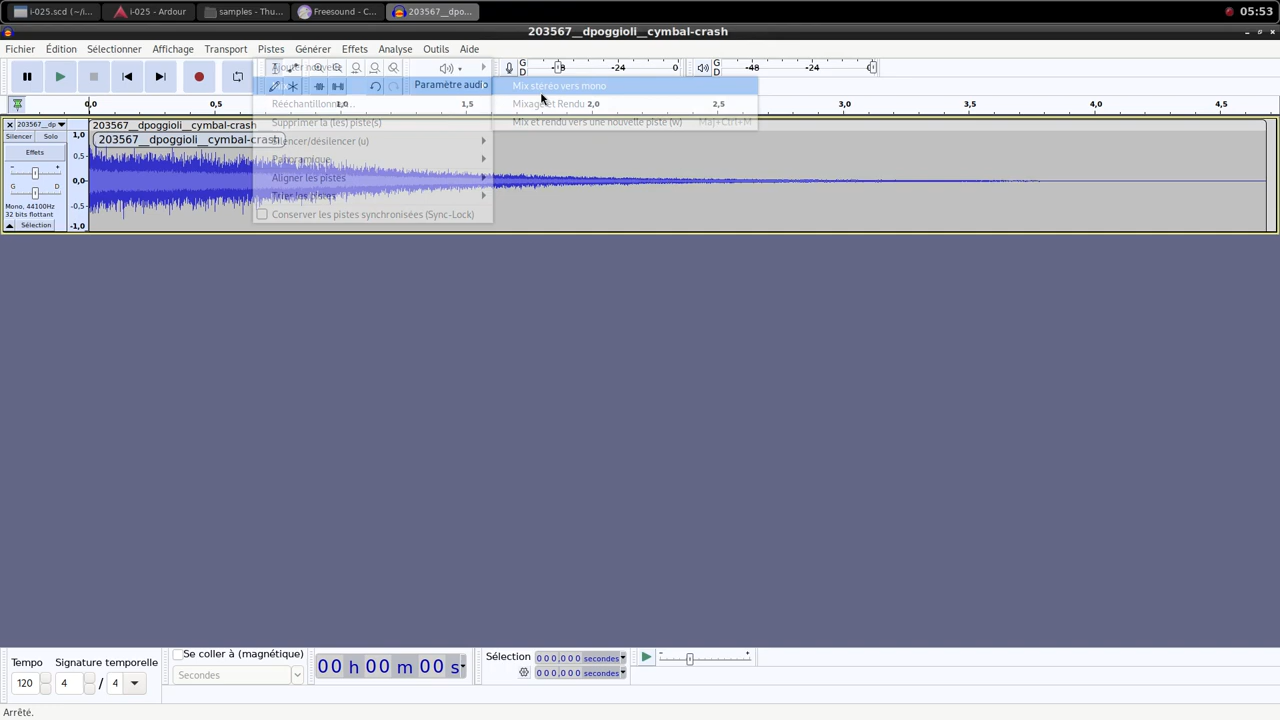 i-025.scd (~/i...
i-025 - Ardour
samples - Thu...
Freesound - C...
203567__dpo...
05:53
203567__dpoggioli__cymbal-crash
Fichier Édition Sélectionner Affichage Transport Pistes Générer Effets Analyse Outils Aide
G
D
-24 0
G
D
-48 -24
Paramètre audio
Mix stéréo vers mono
0,0 0,5 1,0 1,5 2,0 2,5 3,0 3,5 4,0 4,5
Rééchantillonner...
Mixage et Rendu
Supprimer la (les) piste(s)
Mix et rendu vers une nouvelle piste (w) Maj+Ctrl+M
203567__dp
203567__dpoggioli__cymbal-crash
1,0
Silencer Solo
203567__dpoggioli__cymbal-crash
Silencer/désilencer (u)
Effets
0,5
Panoramique
- +
0,0
Aligner les pistes
G D
Trier les pistes
Mono, 44100Hz
32 bits flottant
-0,5
Conserver les pistes synchronisées (Sync-Lock)
Sélection
-1,0
Tempo
120
Signature temporelle
4 / 4
Se coller à (magnétique)
Secondes
00 h 00 m 00 s
Sélection
0 0 0,0 0 0 secondes
0 0 0,0 0 0 secondes
- +
Arrêté.